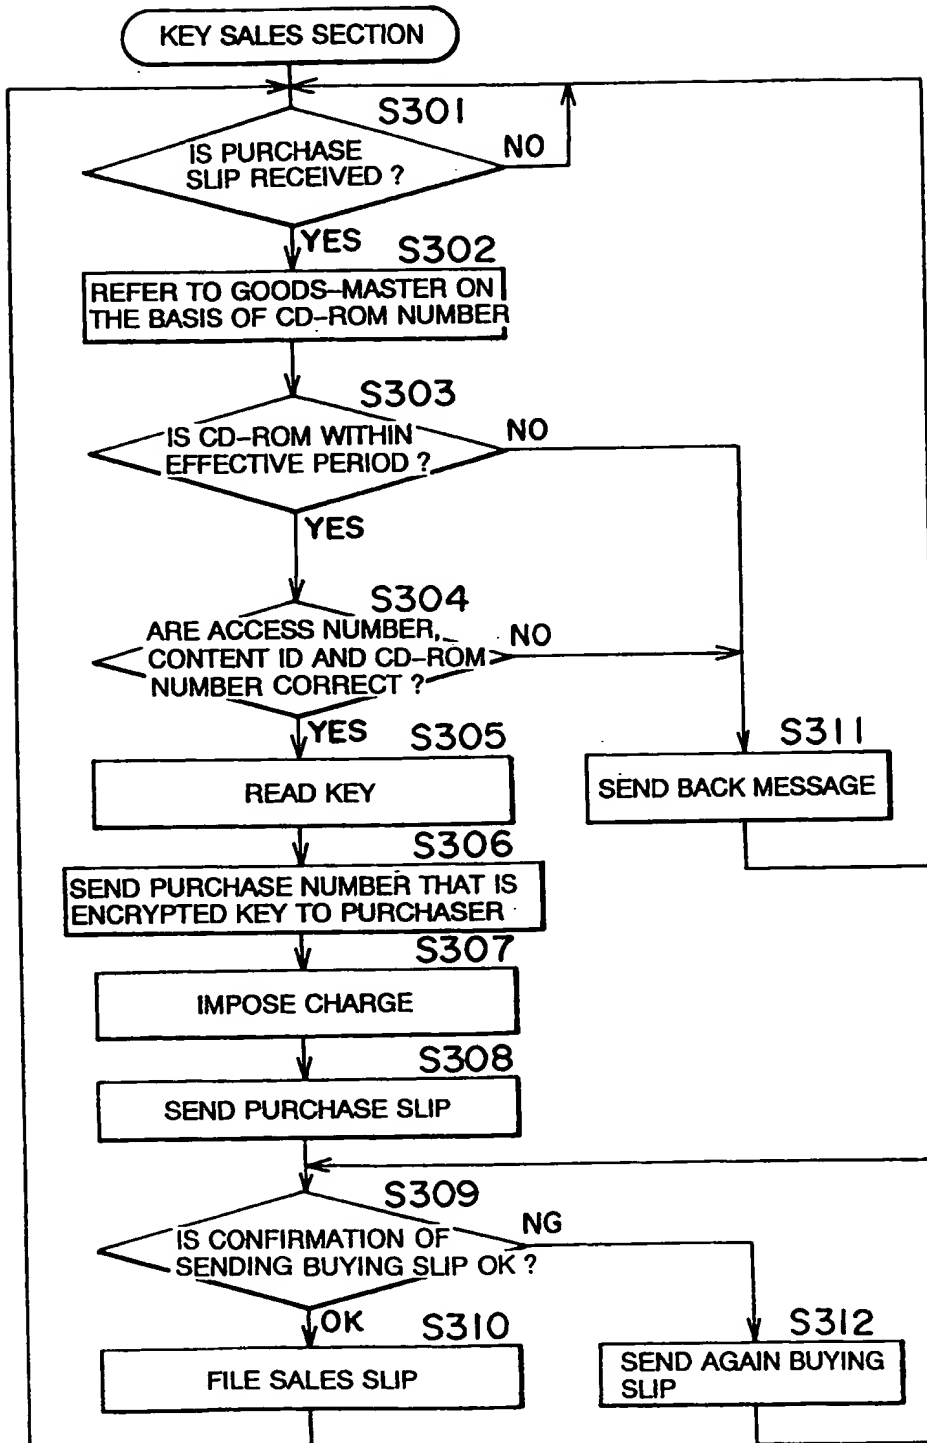 KEY SALES SECTION
S301
IS PURCHASE
SLIP RECEIVED ?
NO
YES
S302
REFER TO GOODS-MASTER ON
THE BASIS OF CD-ROM NUMBER
S303
IS CD-ROM WITHIN
EFFECTIVE PERIOD ?
NO
YES
S304
ARE ACCESS NUMBER,
CONTENT ID AND CD-ROM
NUMBER CORRECT ?
NO
YES
S305
READ KEY
S311
SEND BACK MESSAGE
S306
SEND PURCHASE NUMBER THAT IS
ENCRYPTED KEY TO PURCHASER
S307
IMPOSE CHARGE
S308
SEND PURCHASE SLIP
S309
IS CONFIRMATION OF
SENDING BUYING SLIP OK ?
NG
OK
S310
FILE SALES SLIP
S312
SEND AGAIN BUYING
SLIP